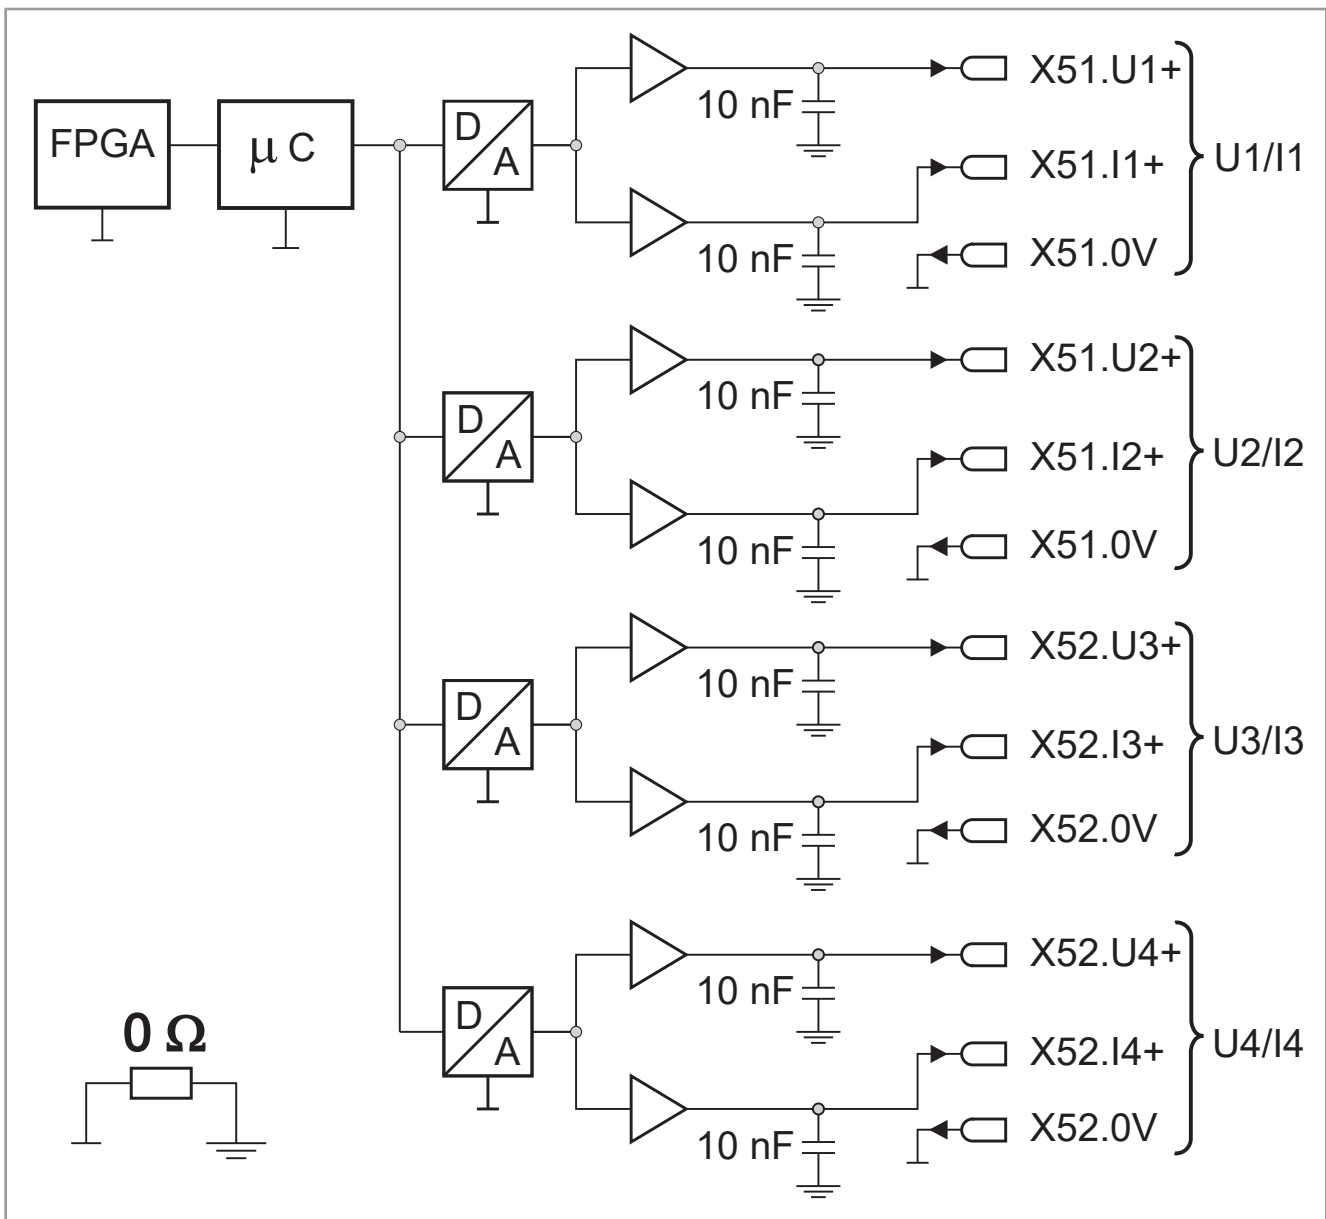 FPGA
μ C
D
A
10 nF
X51.U1+
10 nF
X51.I1+
X51.0V
U1/I1
D
A
10 nF
X51.U2+
10 nF
X51.I2+
X51.0V
U2/I2
D
A
10 nF
X52.U3+
10 nF
X52.I3+
X52.0V
U3/I3
D
A
10 nF
X52.U4+
10 nF
X52.I4+
X52.0V
U4/I4
0 Ω